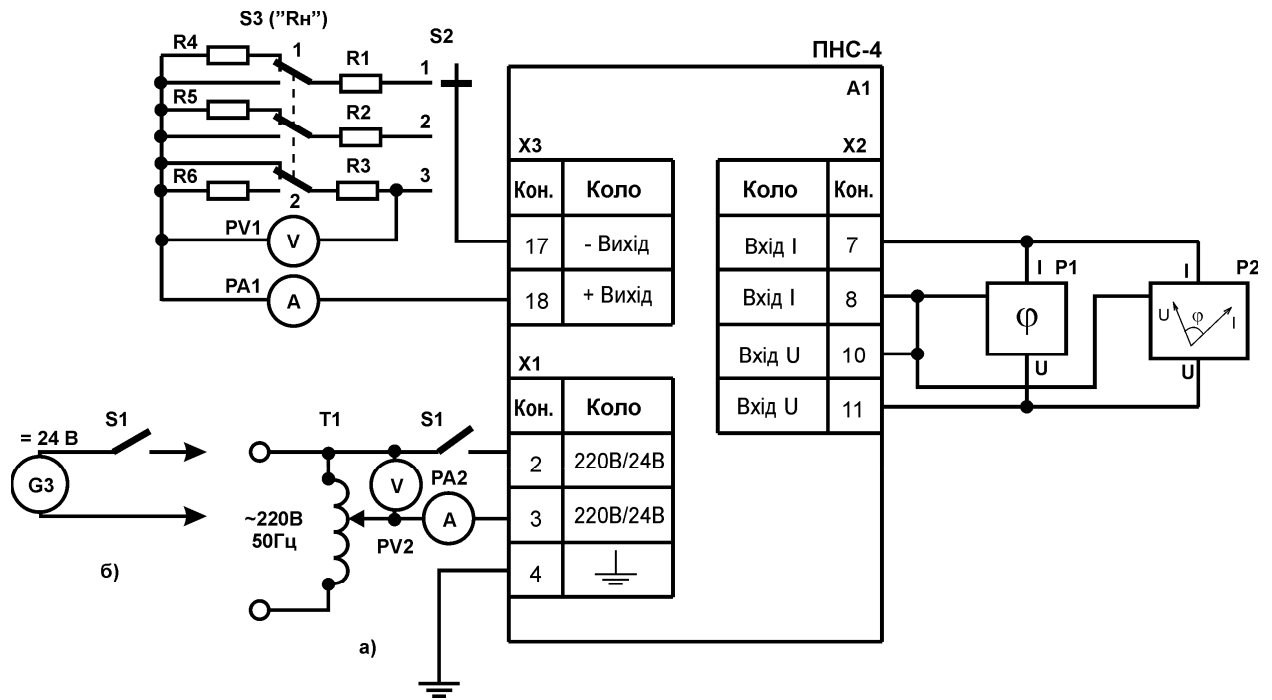 S3 (”Rн”)
S2
R4
1
R1
1
ПНС-4
A1
R5
R2
2
X3
X2
R6
R3
3
2
Кон.
Коло
Коло
Кон.
PV1
V
17
- Вихід
Вхід I
7
PA1
A
18
+ Вихід
Вхід I
8
I
P1
φ
U
I
P2
U
φ
I
U
Вхід U
10
X1
Кон.
Коло
Вхід U
11
S1
T1
S1
= 24 В
G3
2
220В/24В
V
PA2
A
3
220В/24В
~220В
50Гц
PV2
4
б)
а)